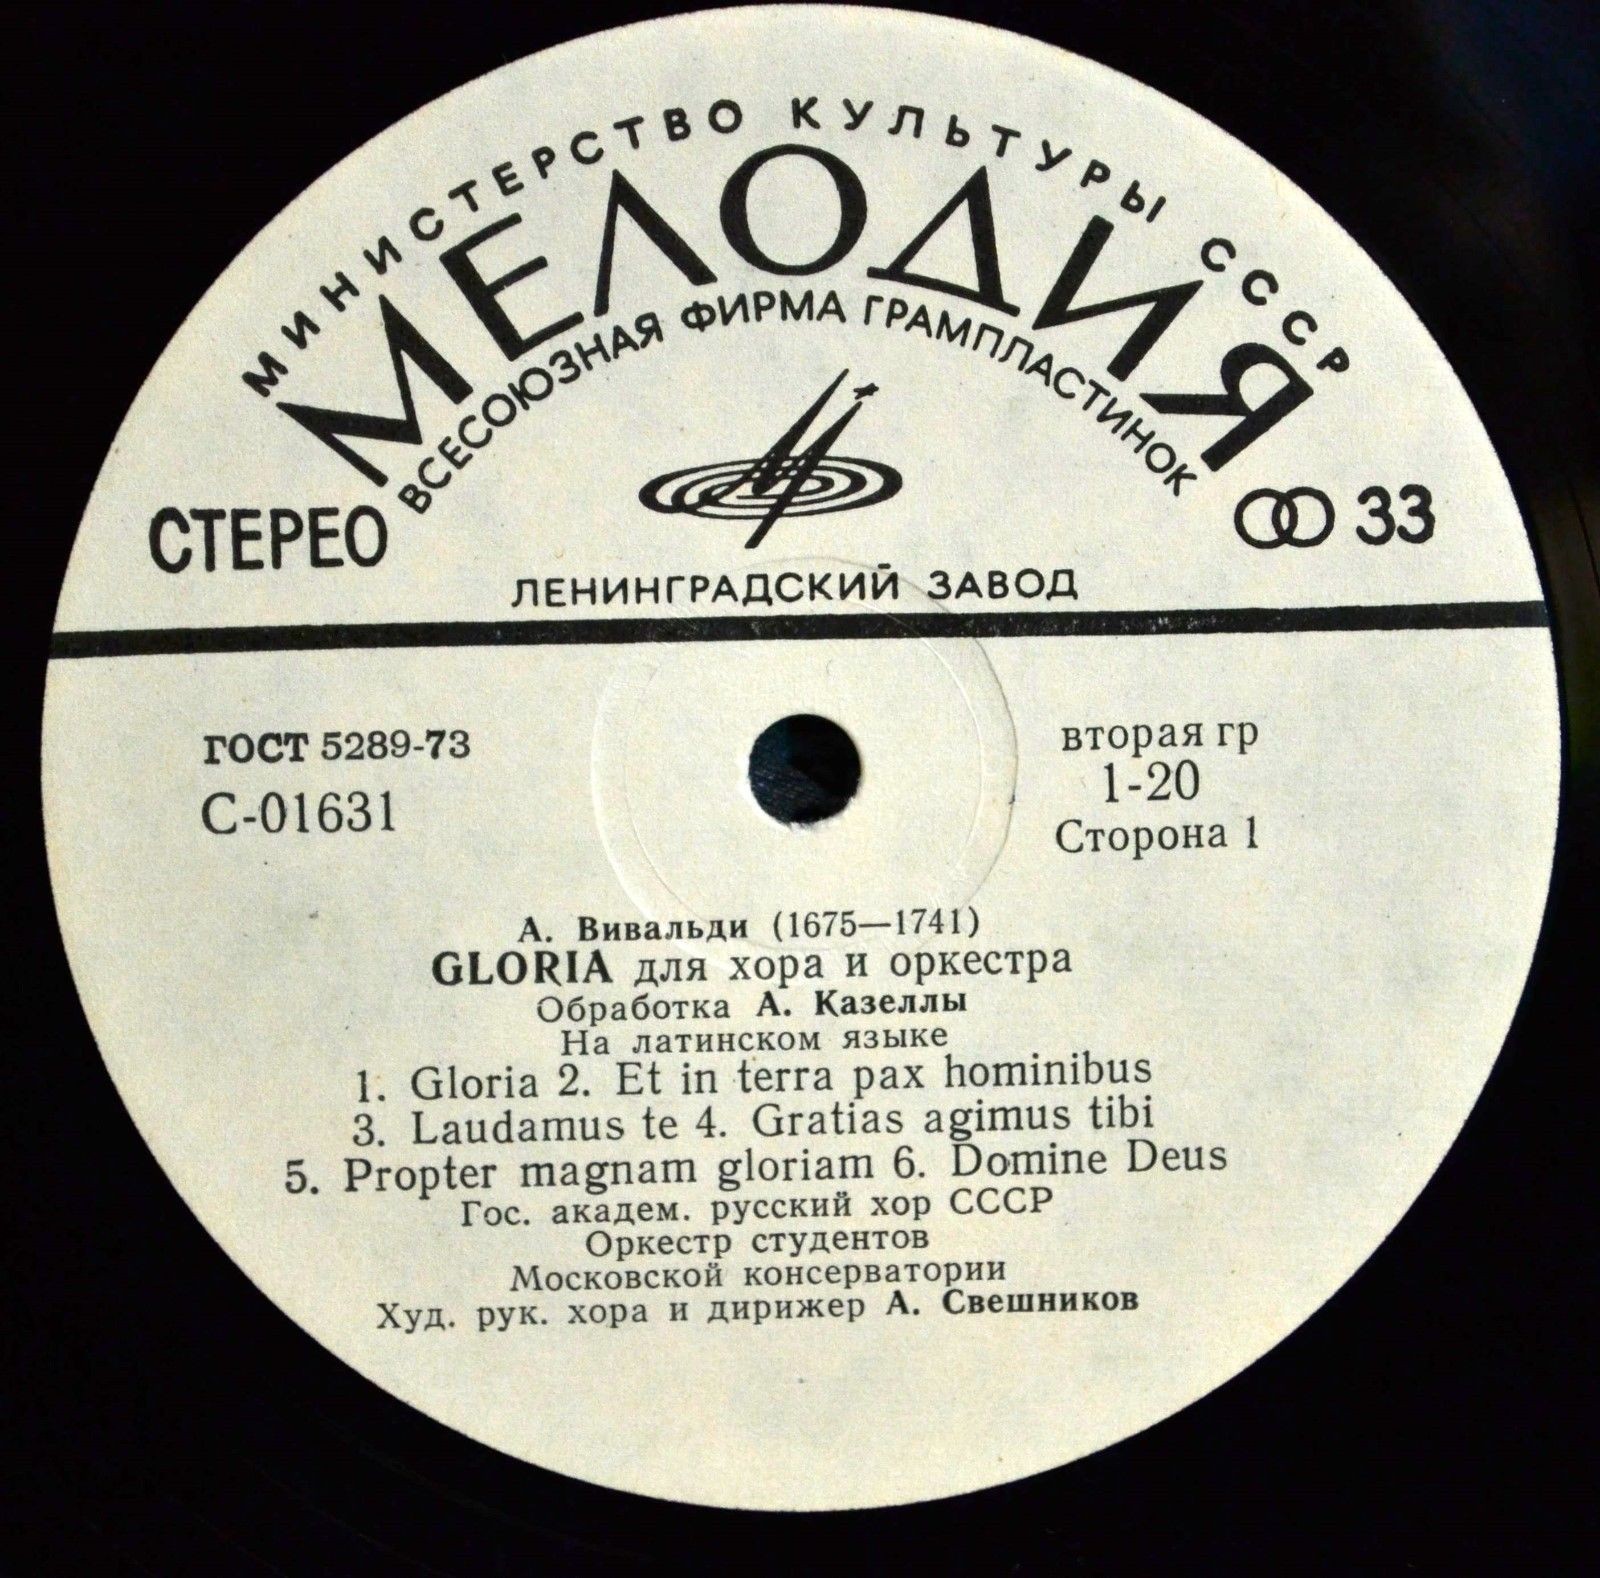 МИНИСТЕРСТВО КУЛЬТУРЫ СССР
МЕЛОДИЯ
ВСЕСОЮЗНАЯ ФИРМА ГРАМПЛАСТИНОК
СТЕРЕО
33
ЛЕНИНГРАДСКИЙ ЗАВОД
ГОСТ 5289-73
С-01631
вторая гр
1-20
Сторона 1
А. Вивальди (1675—1741)
GLORIA для хора и оркестра
Обработка А. Казеллы
На латинском языке
1. Gloria 2. Et in terra pax hominibus
3. Laudamus te 4. Gratias agimus tibi
5. Propter magnam gloriam 6. Domine Deus
Гос. академ. русский хор СССР
Оркестр студентов
Московской консерватории
Худ. рук. хора и дирижер А. Свешников